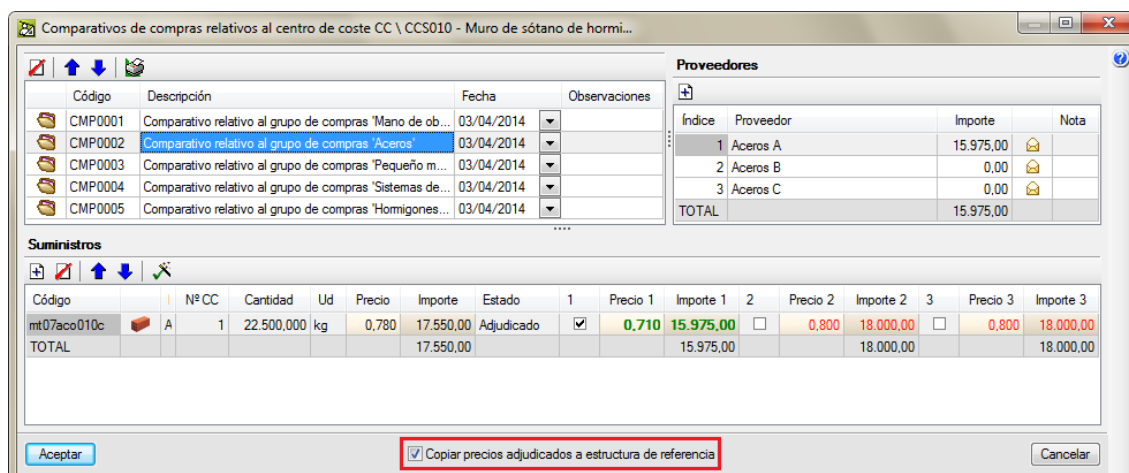 Comparativos de compras relativos al centro de coste CC \ CCS010 - Muro de sótano de hormi...
Código Descripción Fecha Observaciones
CMP0001 Comparativo relativo al grupo de compras 'Mano de ob... 03/04/2014
CMP0002 Comparativo relativo al grupo de compras 'Aceros' 03/04/2014
CMP0003 Comparativo relativo al grupo de compras 'Pequeño m... 03/04/2014
CMP0004 Comparativo relativo al grupo de compras 'Sistemas de... 03/04/2014
CMP0005 Comparativo relativo al grupo de compras 'Hormigones... 03/04/2014
Proveedores
Índice Proveedor Importe Nota
1 Aceros A 15.975,00
2 Aceros B 0,00
3 Aceros C 0,00
TOTAL 15.975,00
Suministros
Código Nº CC Cantidad Ud Precio Importe Estado 1 Precio 1 Importe 1 2 Precio 2 Importe 2 3 Precio 3 Importe 3
mt07aco010c A 1 22.500,000 kg 0,780 17.550,00 Adjudicado 0,710 15.975,00 0,800 18.000,00 0,800 18.000,00
TOTAL 17.550,00 15.975,00 18.000,00 18.000,00
Aceptar Copiar precios adjudicados a estructura de referencia Cancelar